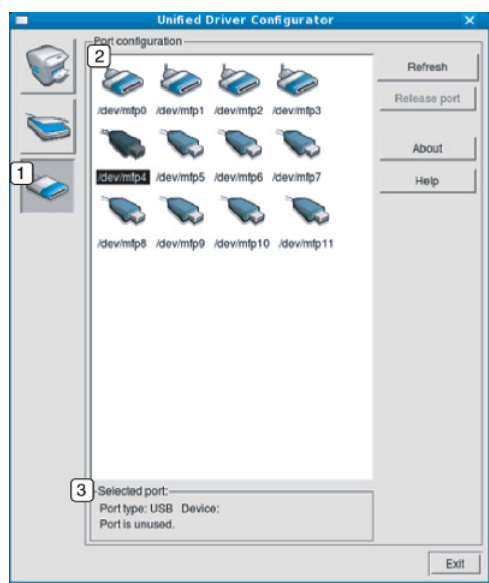 Unified Driver Configurator
Port configuration
2
Refresh
/dev/mfp0 /dev/mfp1 /dev/mfp2 /dev/mfp3
Release port
About
1
/dev/mfp4 /dev/mfp5 /dev/mfp6 /dev/mfp7
Help
/dev/mfp8 /dev/mfp9 /dev/mfp10 /dev/mfp11
3
Selected port:
Port type: USB Device:
Port is unused.
Exit